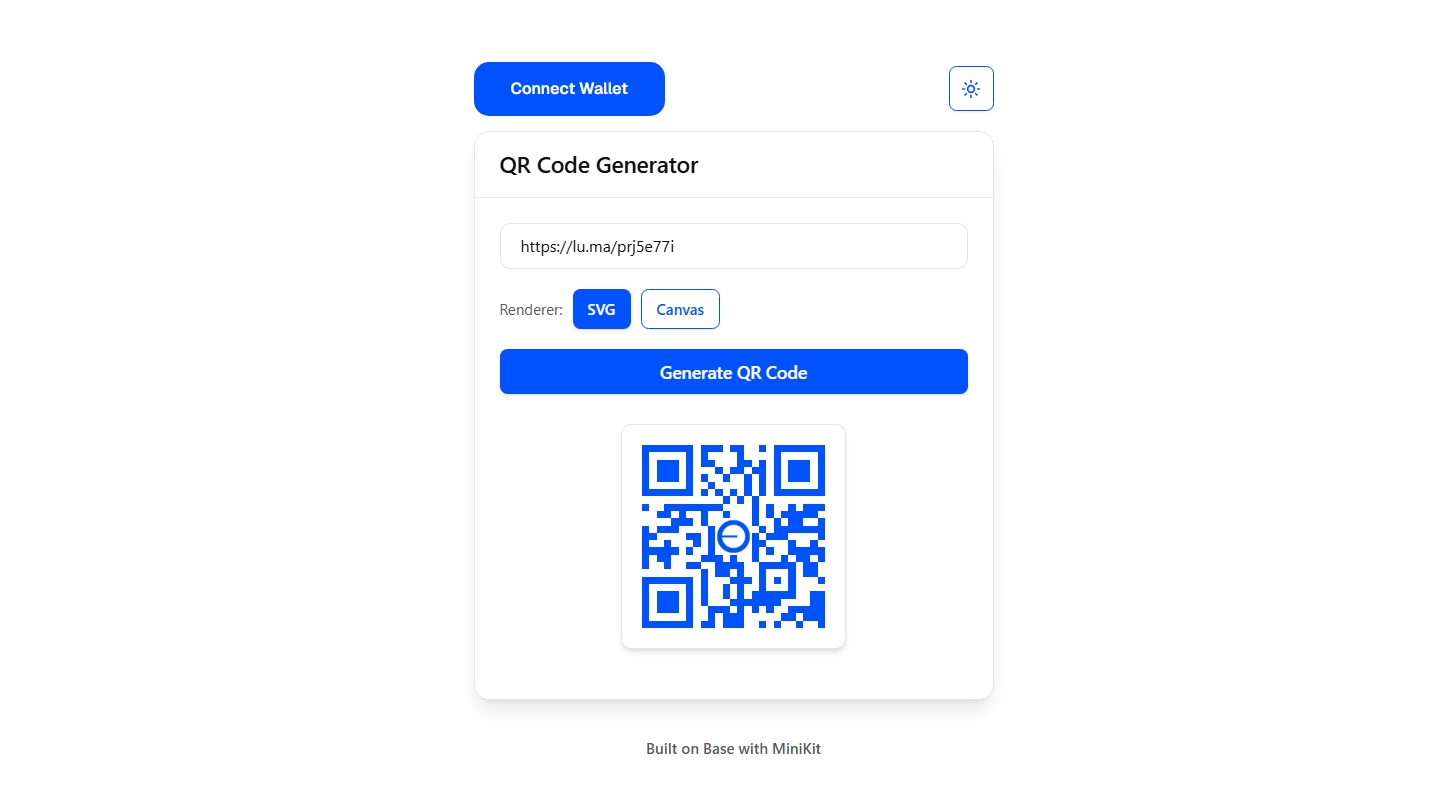 Connect Wallet
QR Code Generator
https://lu.ma/prj5e77i
Renderer: SVG Canvas
Generate QR Code
Built on Base with MiniKit